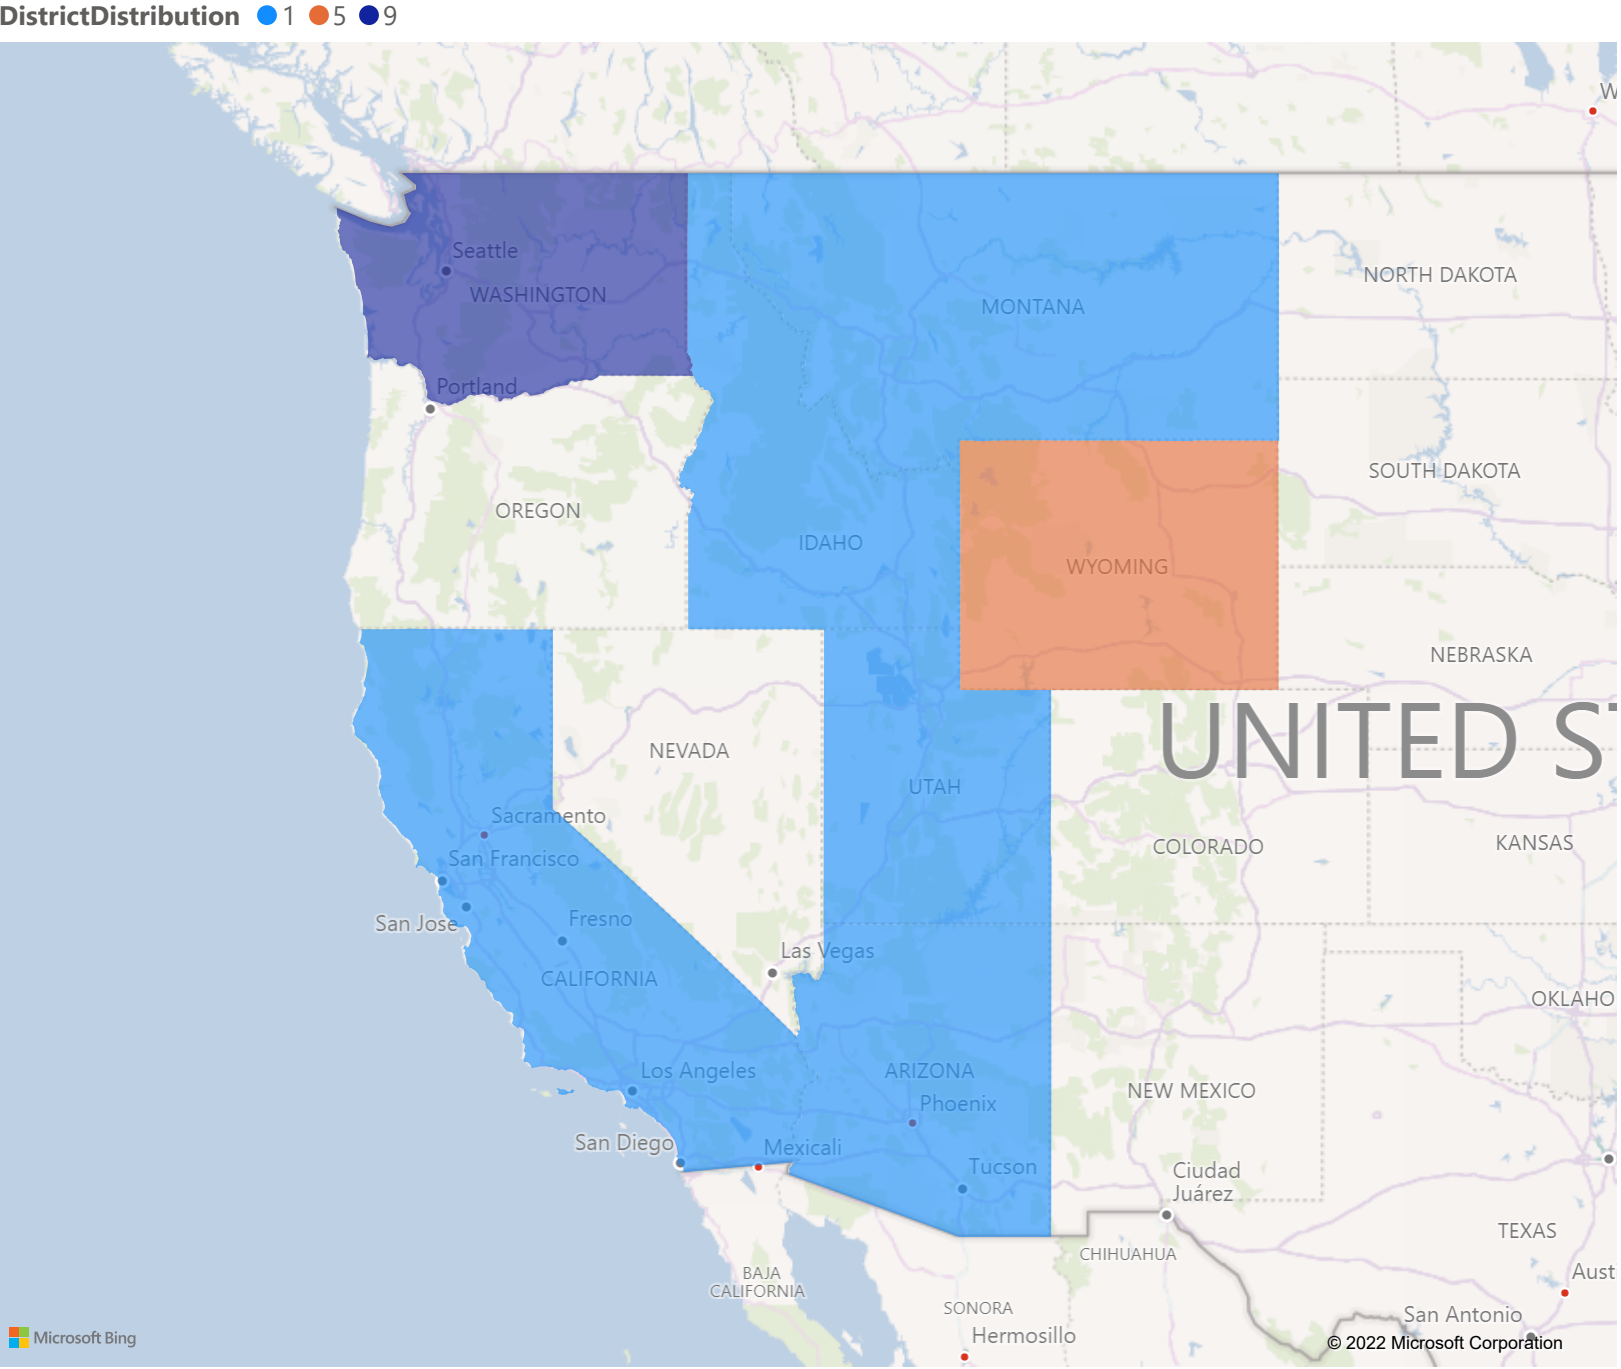 DistrictDistribution 1 5 9
W
Seattle
WASHINGTON
NORTH DAKOTA
MONTANA
Portland
SOUTH DAKOTA
OREGON
IDAHO
WYOMING
NEBRASKA
UNITED ST
NEVADA
UTAH
Sacramento
COLORADO
KANSAS
San Francisco
San Jose
Fresno
Las Vegas
CALIFORNIA
OKLAHO
Los Angeles
ARIZONA
NEW MEXICO
Phoenix
San Diego
Mexicali
Tucson
Ciudad
Juárez
TEXAS
CHIHUAHUA
BAJA
CALIFORNIA
Aust
SONORA
San Antonio
Hermosillo
Microsoft Bing
© 2022 Microsoft Corporation